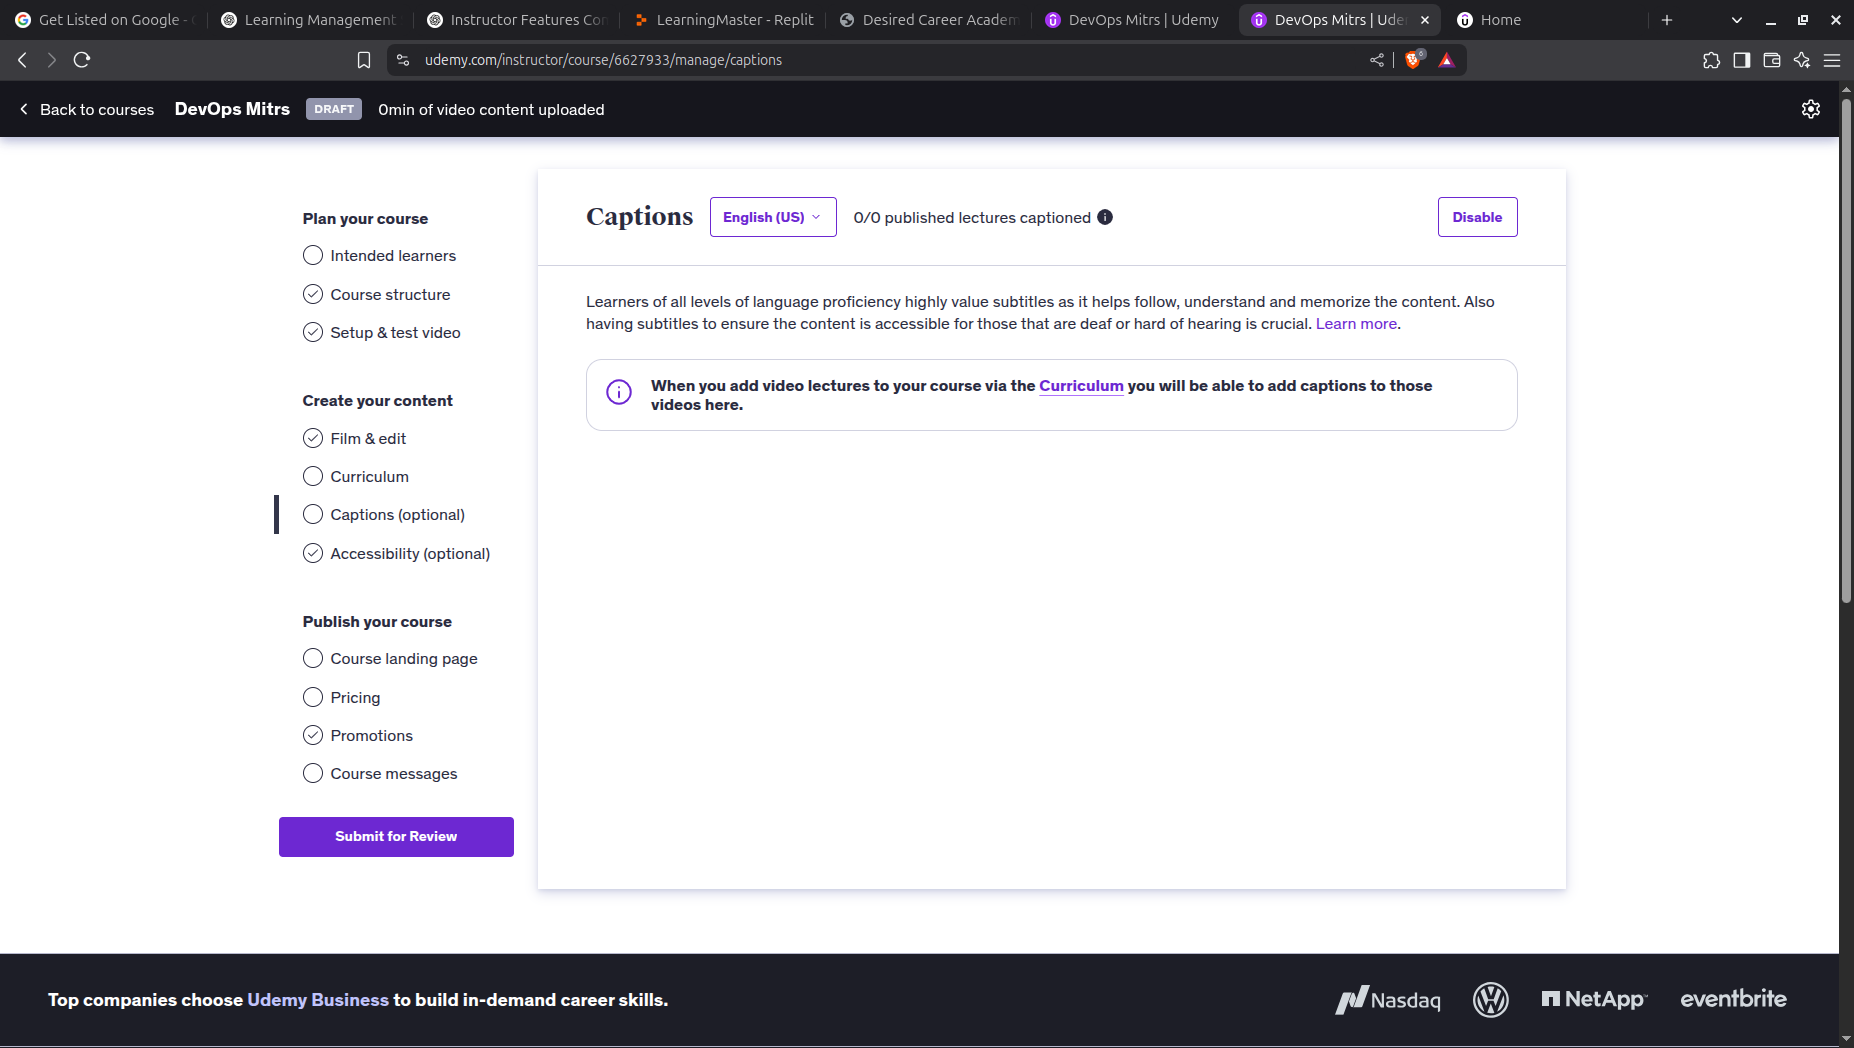 Get Listed on Google -
Learning Management
Instructor Features Con
LearningMaster - Replit
Desired Career Academ
DevOps Mitrs | Udemy
DevOps Mitrs | Ude
Home
udemy.com/instructor/course/6627933/manage/captions
6
Back to courses
DevOps Mitrs
DRAFT
0min of video content uploaded
Plan your course
Intended learners
Course structure
Setup & test video
Create your content
Film & edit
Curriculum
Captions (optional)
Accessibility (optional)
Publish your course
Course landing page
Pricing
Promotions
Course messages
Submit for Review
Captions
English (US)
0/0 published lectures captioned
Disable
Learners of all levels of language proficiency highly value subtitles as it helps follow, understand and memorize the content. Also
having subtitles to ensure the content is accessible for those that are deaf or hard of hearing is crucial. Learn more.
When you add video lectures to your course via the Curriculum you will be able to add captions to those
videos here.
Top companies choose Udemy Business to build in-demand career skills.
Nasdaq
NetApp
eventbrite